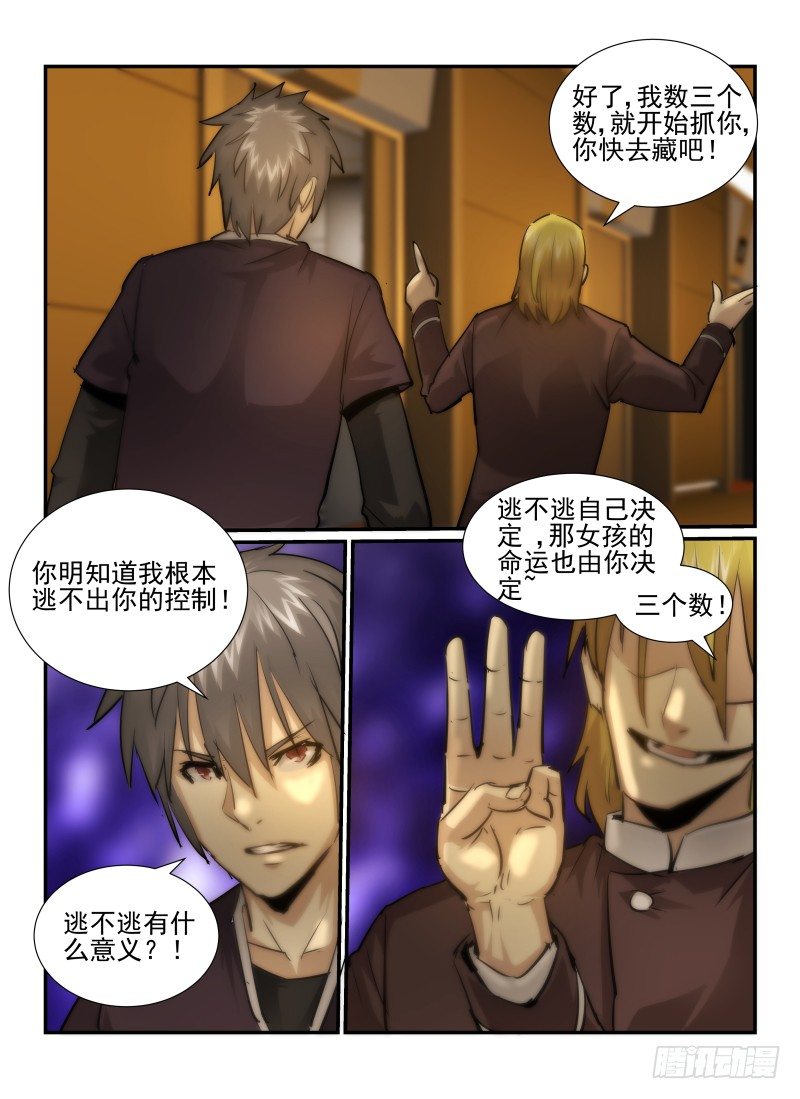 好了,我数三个
数,就开始抓你,
你快去藏吧!
你明知道我根本
逃不出你的控制!
逃不逃有什
么意义?!
逃不逃自己决
定 ,那女孩的
命运也由你决
定~
三个数!
腾讯动漫